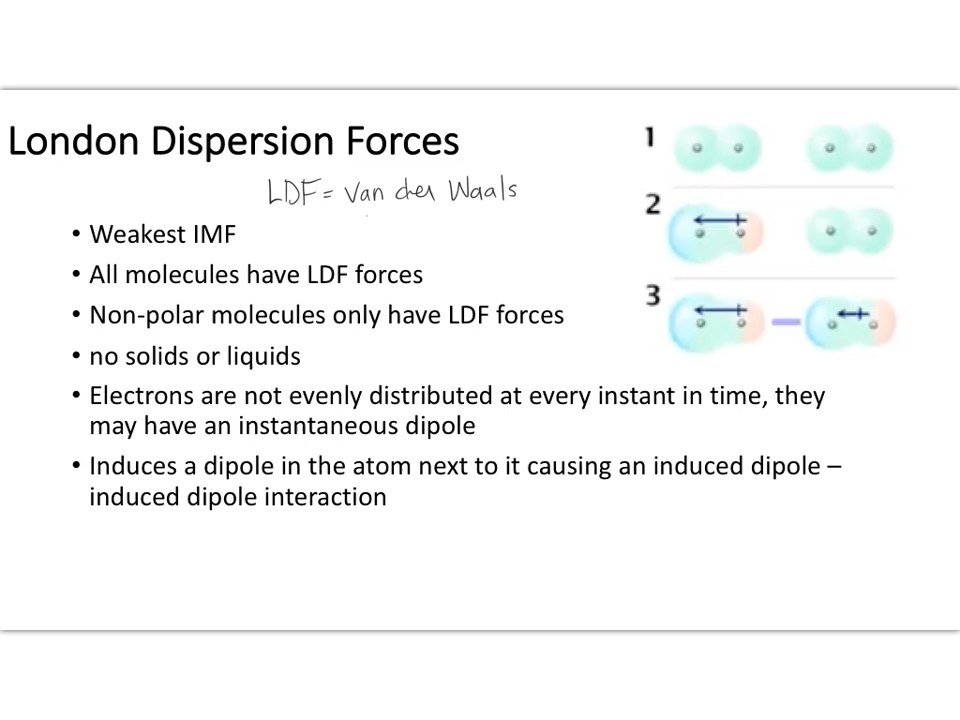 London Dispersion Forces
LDF = Van der Waals
• Weakest IMF
• All molecules have LDF forces
• Non-polar molecules only have LDF forces
• no solids or liquids
• Electrons are not evenly distributed at every instant in time, they
may have an instantaneous dipole
• Induces a dipole in the atom next to it causing an induced dipole –
induced dipole interaction
1
2
3